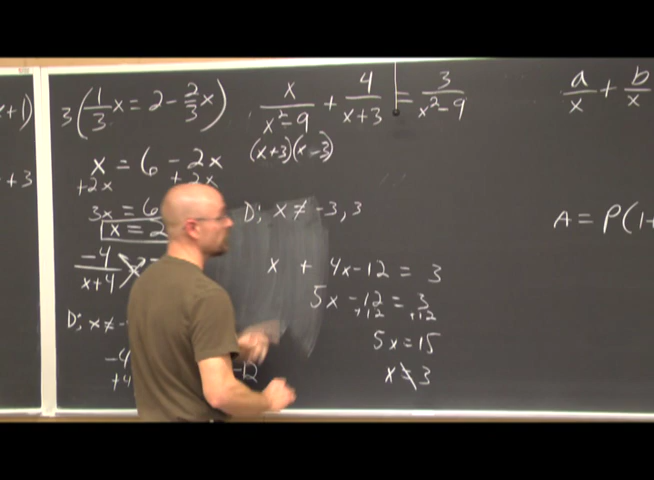 +1)
+3
3(1/3 x = 2 - 2/3 x)
x = 6 - 2x
+2x +2x
3x = 6
x = 2
-4/(x+4)
D: x ≠ -
-4
+4
-12
x/(x²-9) + 4/(x+3) = 3/(x²-9)
(x+3)(x-3)
D: x ≠ -3, 3
x + 4x-12 = 3
5x -12 = 3
+12 +12
5x = 15
x = 3
a/x + b/x
A = P(1+